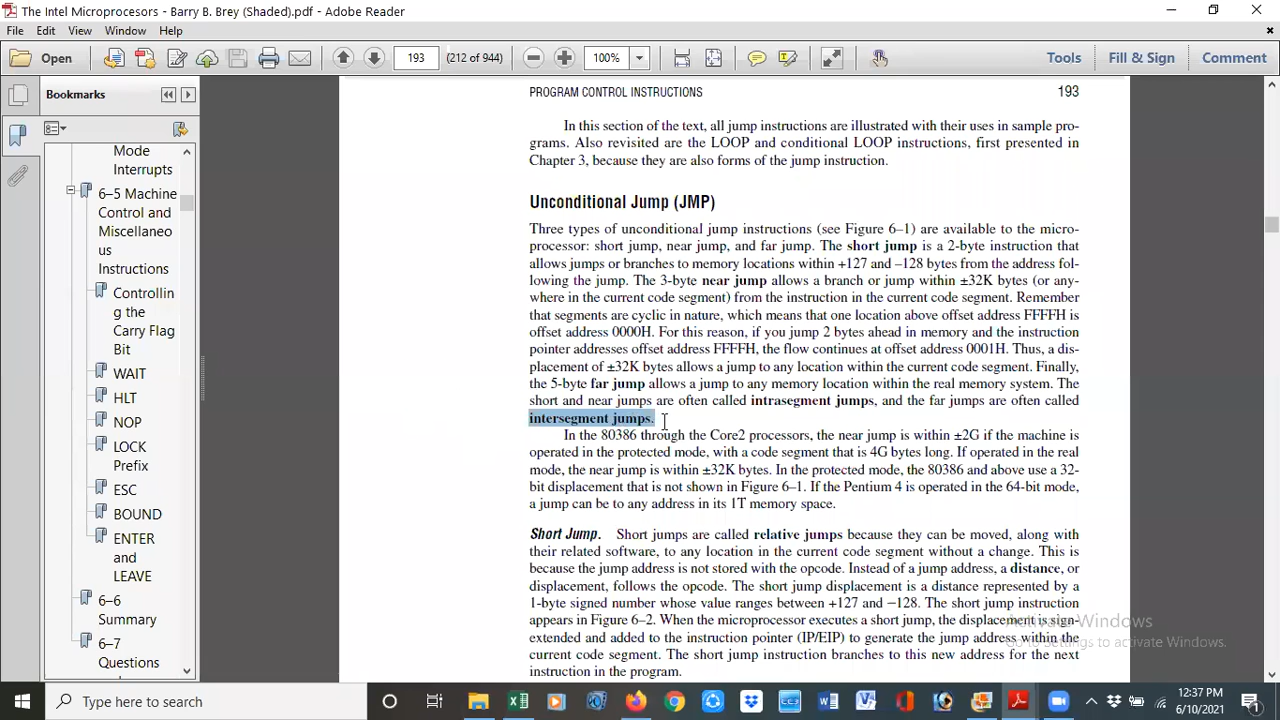 The Intel Microprocesors - Barry B. Brey (Shaded).pdf - Adobe Reader
File Edit View Window Help
Open 193 (212 of 944) 100% Tools Fill & Sign Comment
Bookmarks
Mode
Interrupts
6–5 Machine
Control and
Miscellaneo
us
Instructions
Controllin
g the
Carry Flag
Bit
WAIT
HLT
NOP
LOCK
Prefix
ESC
BOUND
ENTER
and
LEAVE
6–6
Summary
6–7
Questions
PROGRAM CONTROL INSTRUCTIONS 193
In this section of the text, all jump instructions are illustrated with their uses in sample pro-
grams. Also revisited are the LOOP and conditional LOOP instructions, first presented in
Chapter 3, because they are also forms of the jump instruction.
Unconditional Jump (JMP)
Three types of unconditional jump instructions (see Figure 6–1) are available to the micro-
processor: short jump, near jump, and far jump. The short jump is a 2-byte instruction that
allows jumps or branches to memory locations within +127 and –128 bytes from the address fol-
lowing the jump. The 3-byte near jump allows a branch or jump within ±32K bytes (or any-
where in the current code segment) from the instruction in the current code segment. Remember
that segments are cyclic in nature, which means that one location above offset address FFFFH is
offset address 0000H. For this reason, if you jump 2 bytes ahead in memory and the instruction
pointer addresses offset address FFFFH, the flow continues at offset address 0001H. Thus, a dis-
placement of ±32K bytes allows a jump to any location within the current code segment. Finally,
the 5-byte far jump allows a jump to any memory location within the real memory system. The
short and near jumps are often called intrasegment jumps, and the far jumps are often called
intersegment jumps.
In the 80386 through the Core2 processors, the near jump is within ±2G if the machine is
operated in the protected mode, with a code segment that is 4G bytes long. If operated in the real
mode, the near jump is within ±32K bytes. In the protected mode, the 80386 and above use a 32-
bit displacement that is not shown in Figure 6–1. If the Pentium 4 is operated in the 64-bit mode,
a jump can be to any address in its 1T memory space.
Short Jump. Short jumps are called relative jumps because they can be moved, along with
their related software, to any location in the current code segment without a change. This is
because the jump address is not stored with the opcode. Instead of a jump address, a distance, or
displacement, follows the opcode. The short jump displacement is a distance represented by a
1-byte signed number whose value ranges between +127 and −128. The short jump instruction
appears in Figure 6–2. When the microprocessor executes a short jump, the displacement is sign-
extended and added to the instruction pointer (IP/EIP) to generate the jump address within the
current code segment. The short jump instruction branches to this new address for the next
instruction in the program.
Activate Windows
Go to Settings to activate Windows.
Type here to search
12:37 PM
6/10/2021